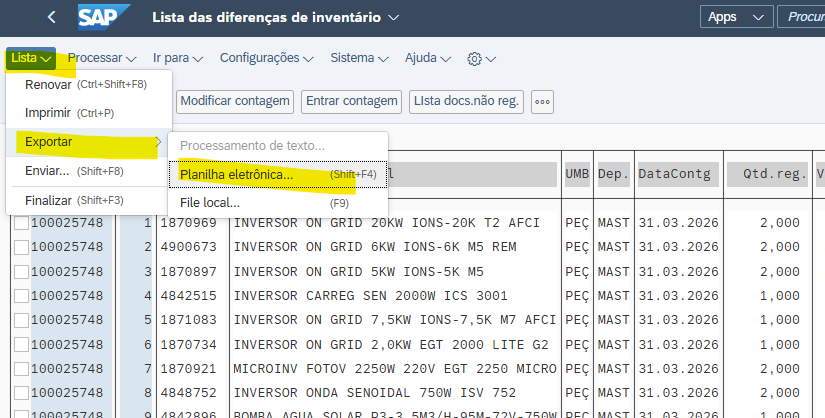 SAP Lista das diferenças de inventário Apps Procur
Lista Processar Ir para Configurações Sistema Ajuda
Renovar (Ctrl+Shift+F8)
Modificar contagem Entrar contagem LIsta docs.não reg.
Imprimir (Ctrl+P)
Exportar
Processamento de texto...
Enviar... (Shift+F8)
Planilha eletrônica... (Shift+F4)
l UMB Dep. DataContg Qtd.reg. V
Finalizar (Shift+F3)
File local... (F9)
100025748 1 1870969 INVERSOR ON GRID 20KW IONS-20K T2 AFCI PEÇ MAST 31.03.2026 2,000
100025748 2 4900673 INVERSOR ON GRID 6KW IONS-6K M5 REM PEÇ MAST 31.03.2026 2,000
100025748 3 1870897 INVERSOR ON GRID 5KW IONS-5K M5 PEÇ MAST 31.03.2026 2,000
100025748 4 4842515 INVERSOR CARREG SEN 2000W ICS 3001 PEÇ MAST 31.03.2026 1,000
100025748 5 1871083 INVERSOR ON GRID 7,5KW IONS-7,5K M7 AFCI PEÇ MAST 31.03.2026 1,000
100025748 6 1870734 INVERSOR ON GRID 2,0KW EGT 2000 LITE G2 PEÇ MAST 31.03.2026 1,000
100025748 7 1870921 MICROINV FOTOV 2250W 220V EGT 2250 MICRO PEÇ MAST 31.03.2026 2,000
100025748 8 4848752 INVERSOR ONDA SENOIDAL 750W ISV 752 PEÇ MAST 31.03.2026 2,000
100025748 9 4842896 BOMBA AGUA SOLAR P3-3,5M3/H-95M-72V-750W PEÇ MAST 31.03.2026 1,000